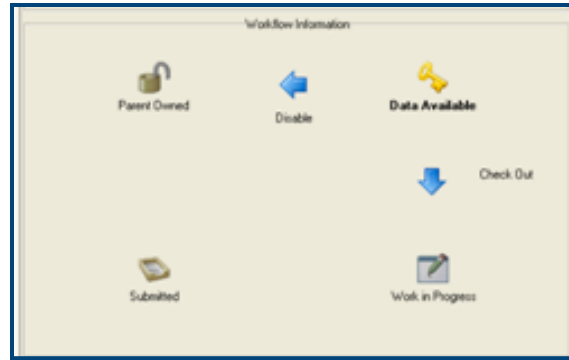 Workflow Information
Parent Owned
Disable
Data Available
Check Out
Submitted
Work in Progress